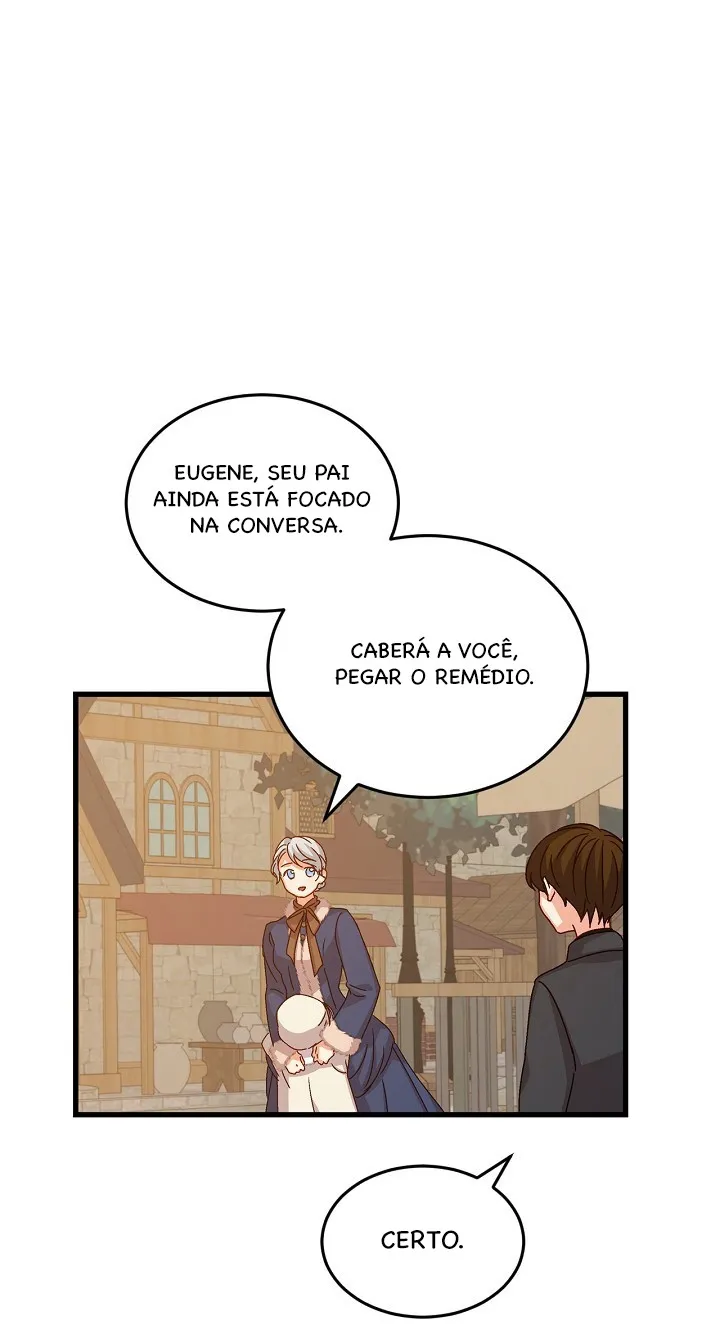 EUGENE, SEU PAI
AINDA ESTÁ FOCADO
NA CONVERSA.
CABERÁ A VOCÊ,
PEGAR O REMÉDIO.
CERTO.